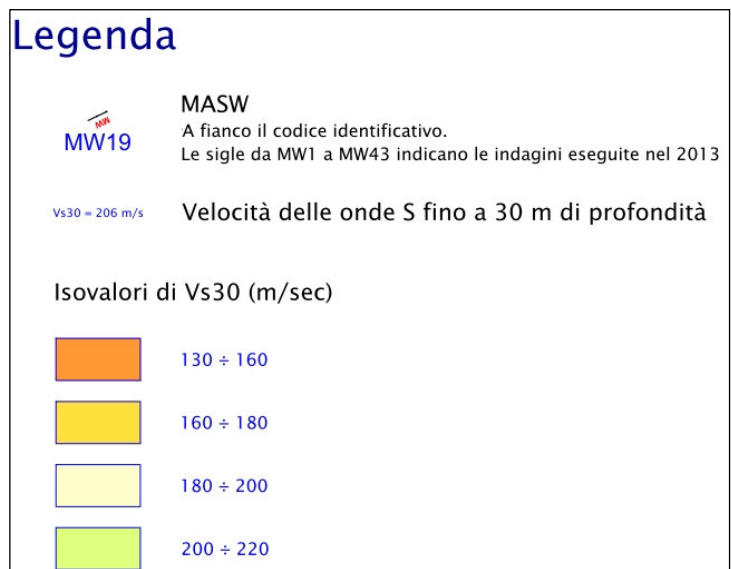 Legenda
MW
MW19
MASW
A fianco il codice identificativo.
Le sigle da MW1 a MW43 indicano le indagini eseguite nel 2013
Vs30 = 206 m/s
Velocità delle onde S fino a 30 m di profondità
Isovalori di Vs30 (m/sec)
130 ÷ 160
160 ÷ 180
180 ÷ 200
200 ÷ 220